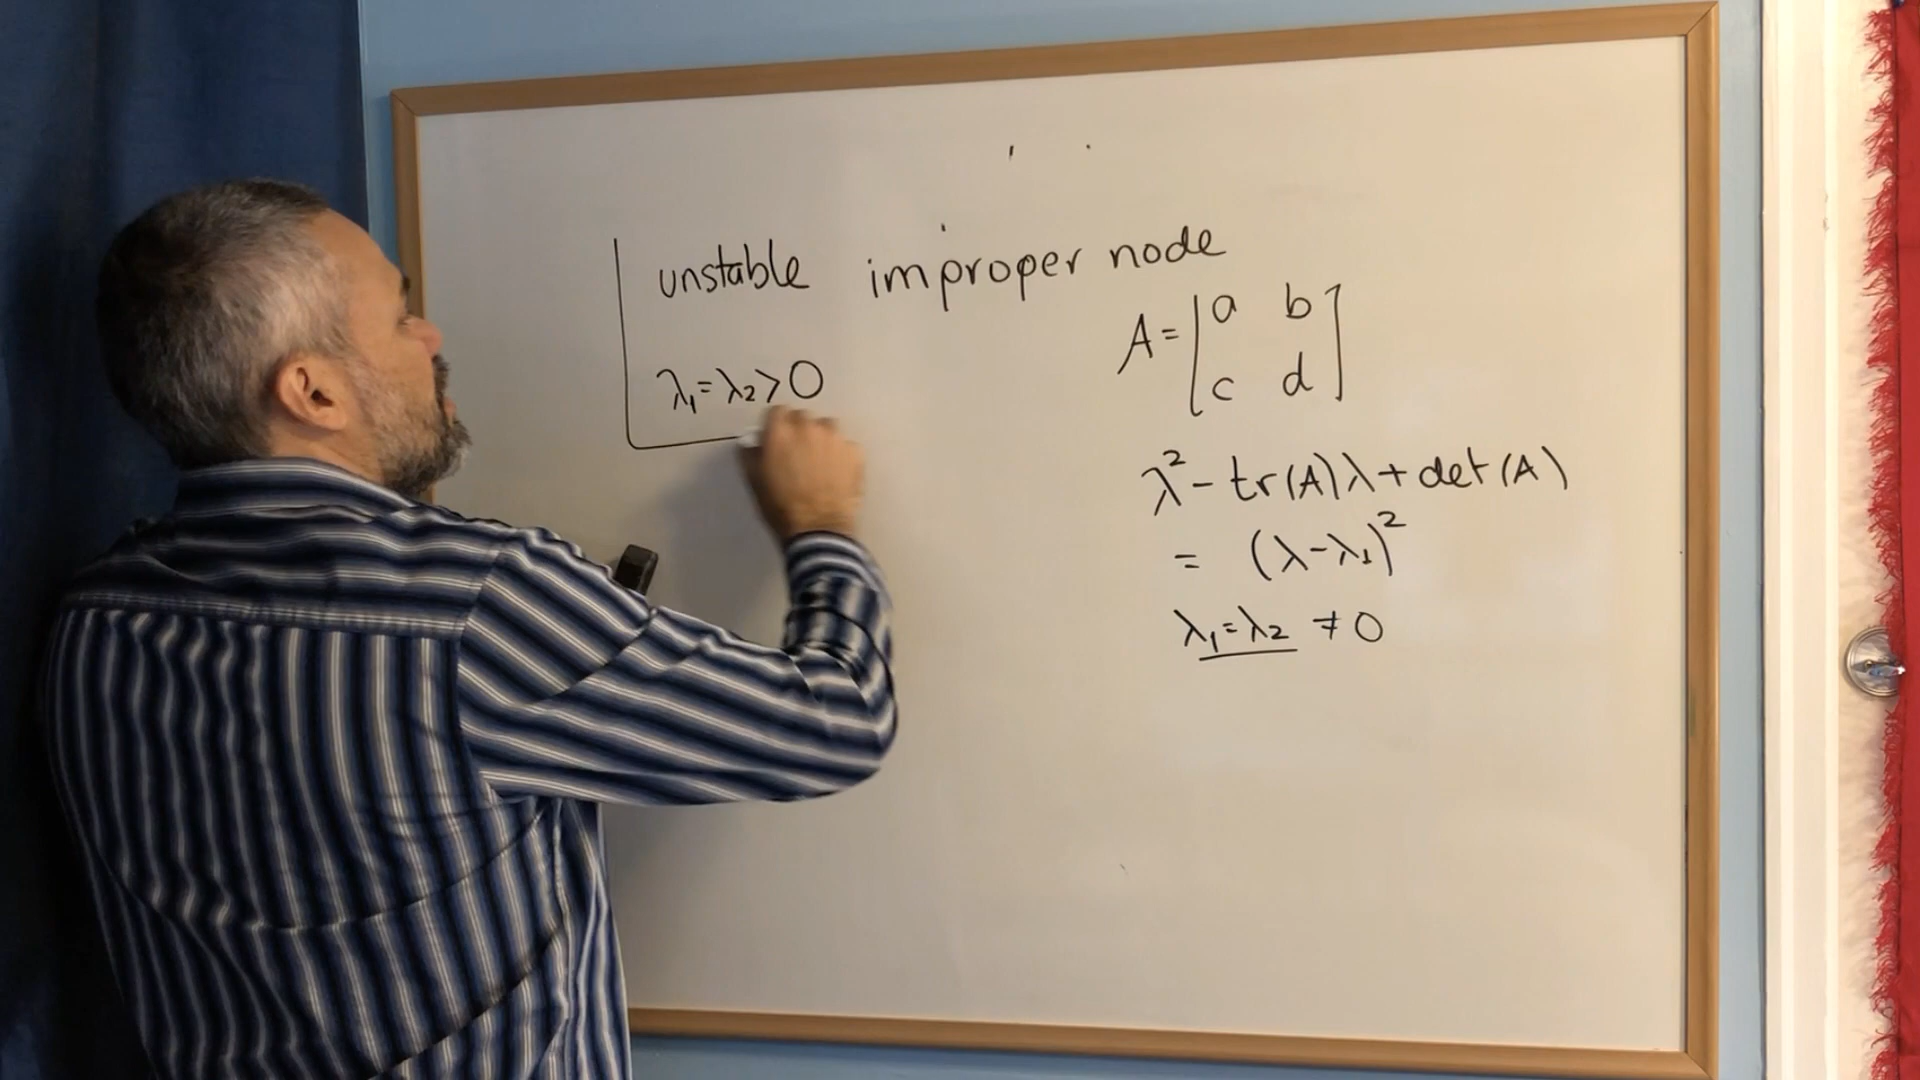 unstable improper node
λ₁=λ₂>0
A=[a b
c d]
λ²-tr(A)λ+det(A)
= (λ-λ₁)²
λ₁=λ₂ ≠0